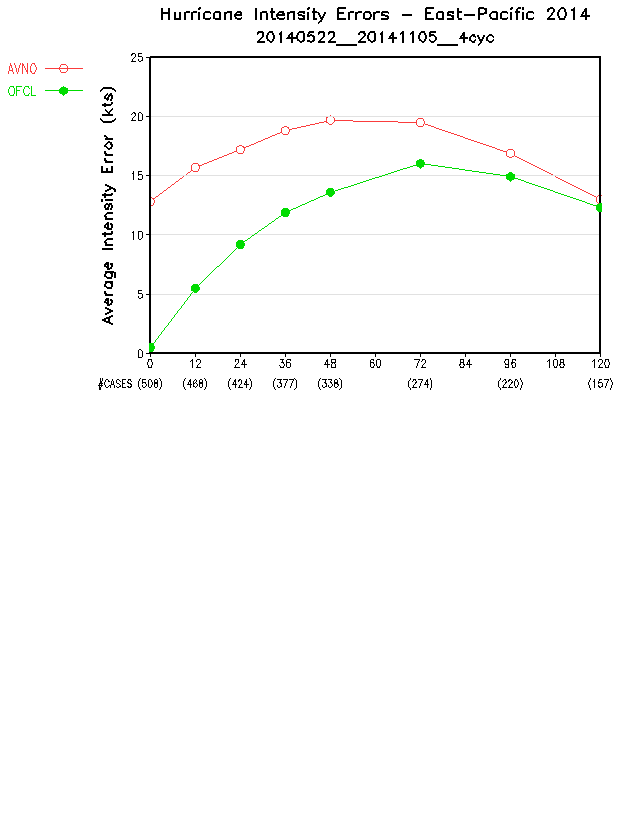 Hurricane Intensity Errors - East-Pacific 2014
20140522__20141105__4cyc
AVNO
OFCL
Average Intensity Error (kts)
25
20
15
10
5
0
0 12 24 36 48 60 72 84 96 108 120
#CASES (508) (468) (424) (377) (338) (274) (220) (167)